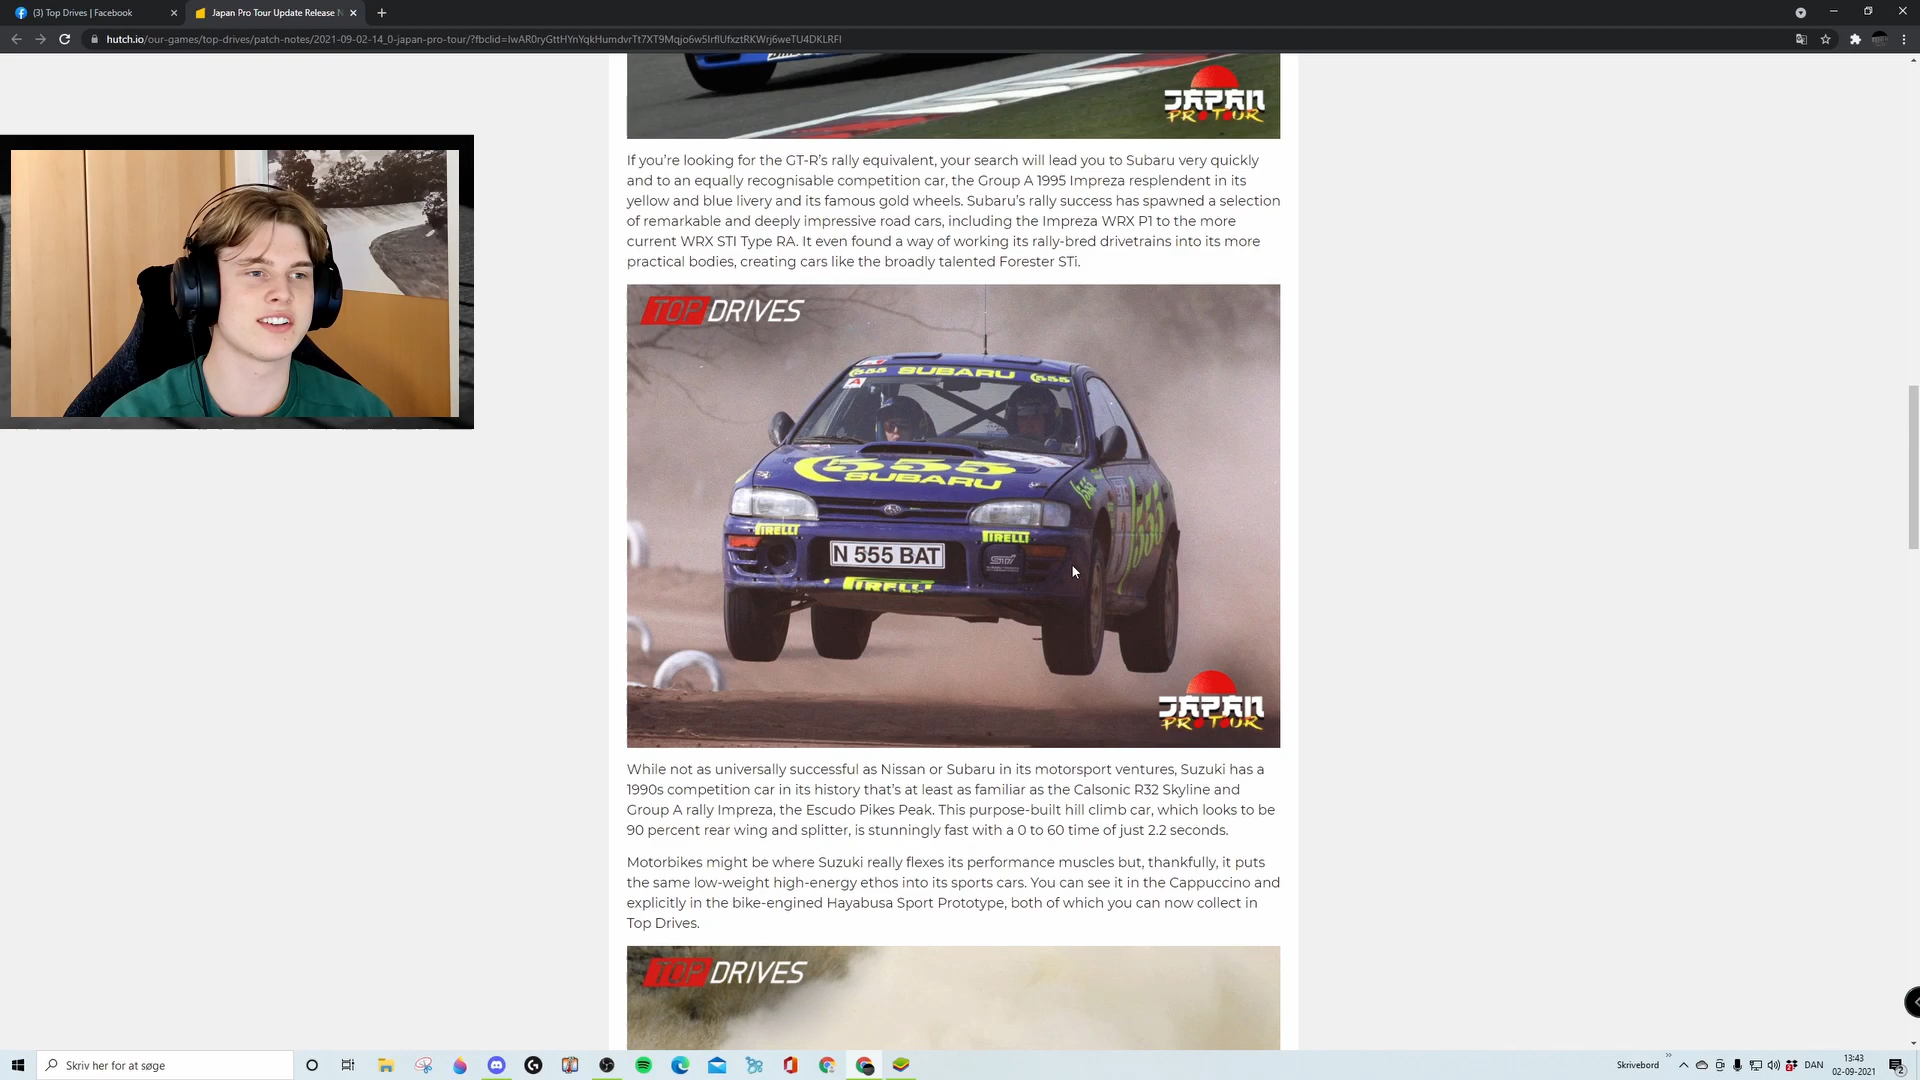 (3) Top Drives | Facebook
Japan Pro Tour Update Release N
hutch.io/our-games/top-drives/patch-notes/2021-09-02-14_0-japan-pro-tour/?fbclid=IwAR0ryGttHYnYqkHumdvrTt7XT9Mqjo6w5IrflUfxztRKWrj6weTU4DKLRFI
JAPAN
PRO TOUR
If you’re looking for the GT-R’s rally equivalent, your search will lead you to Subaru very quickly
and to an equally recognisable competition car, the Group A 1995 Impreza resplendent in its
yellow and blue livery and its famous gold wheels. Subaru’s rally success has spawned a selection
of remarkable and deeply impressive road cars, including the Impreza WRX P1 to the more
current WRX STI Type RA. It even found a way of working its rally-bred drivetrains into its more
practical bodies, creating cars like the broadly talented Forester STi.
TOP DRIVES
555 SUBARU 555
A
555
SUBARU
555
PIRELLI
PIRELLI
N 555 BAT
STi
PIRELLI
JAPAN
PRO TOUR
While not as universally successful as Nissan or Subaru in its motorsport ventures, Suzuki has a
1990s competition car in its history that’s at least as familiar as the Calsonic R32 Skyline and
Group A rally Impreza, the Escudo Pikes Peak. This purpose-built hill climb car, which looks to be
90 percent rear wing and splitter, is stunningly fast with a 0 to 60 time of just 2.2 seconds.
Motorbikes might be where Suzuki really flexes its performance muscles but, thankfully, it puts
the same low-weight high-energy ethos into its sports cars. You can see it in the Cappuccino and
explicitly in the bike-engined Hayabusa Sport Prototype, both of which you can now collect in
Top Drives.
TOP DRIVES
Skriv her for at søge
Skrivebord
DAN
13:43
02-09-2021